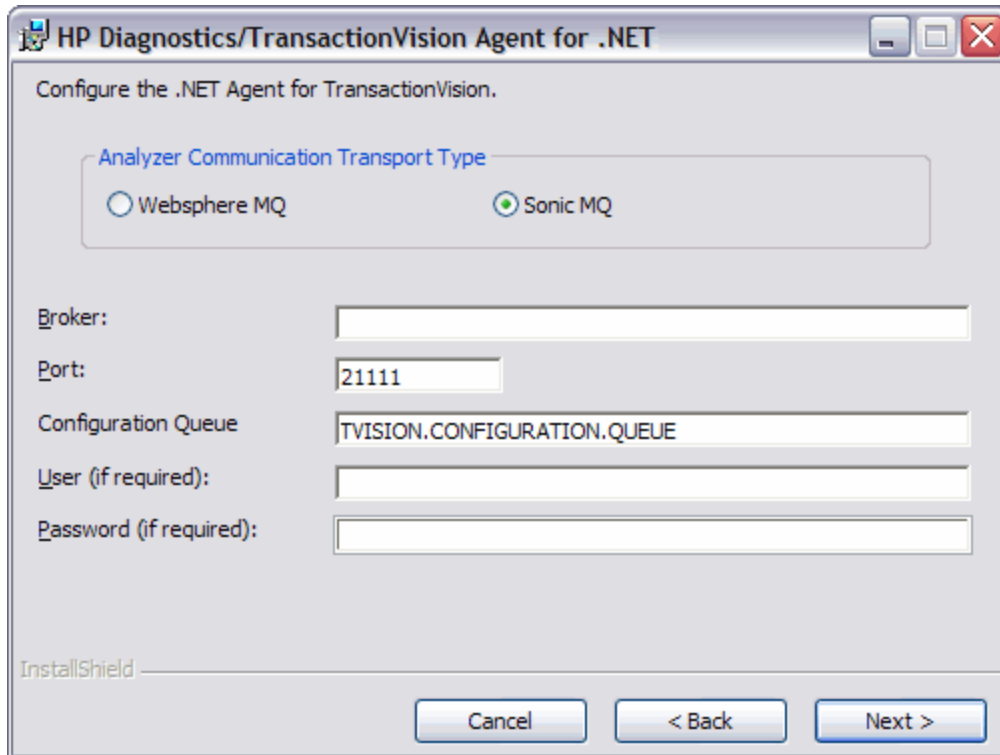 HP Diagnostics/TransactionVision Agent for .NET
Configure the .NET Agent for TransactionVision.
Analyzer Communication Transport Type
Websphere MQ Sonic MQ
Broker:
Port: 21111
Configuration Queue TVISION.CONFIGURATION.QUEUE
User (if required):
Password (if required):
InstallShield
Cancel < Back Next >